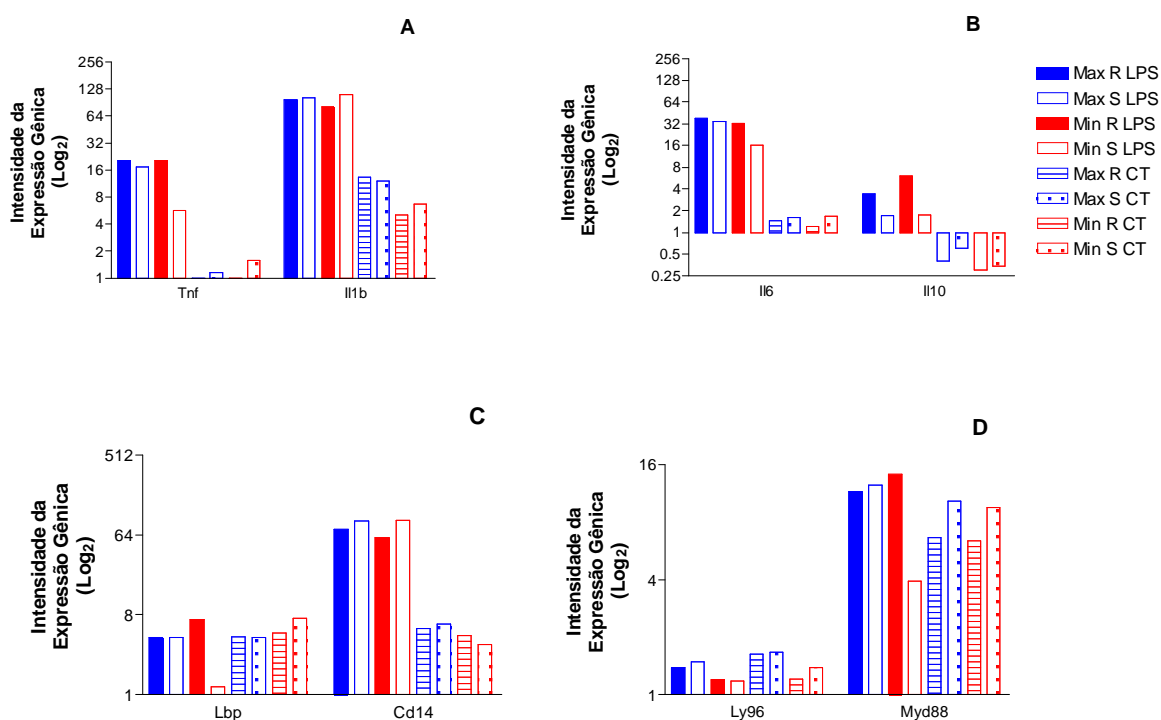 A
Intensidade da
Expressão Gênica
(Log2)
256
128
64
32
16
8
4
2
1
Tnf
Il1b
B
Intensidade da
Expressão Gênica
(Log2)
256
128
64
32
16
8
4
2
1
0.5
0.25
Il6
Il10
Max R LPS
Max S LPS
Min R LPS
Min S LPS
Max R CT
Max S CT
Min R CT
Min S CT
C
Intensidade da
Expressão Gênica
(Log2)
512
64
8
1
Lbp
Cd14
D
Intensidade da
Expressão Gênica
(Log2)
16
4
1
Ly96
Myd88